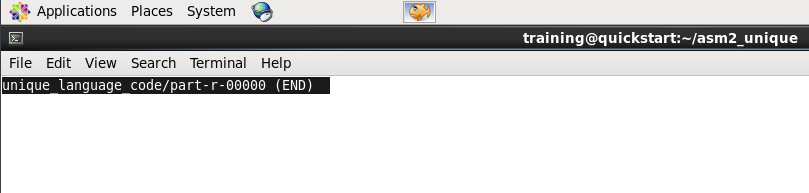 Applications Places System
training@quickstart:~/asm2_unique
File Edit View Search Terminal Help
unique_language_code/part-r-00000 (END)